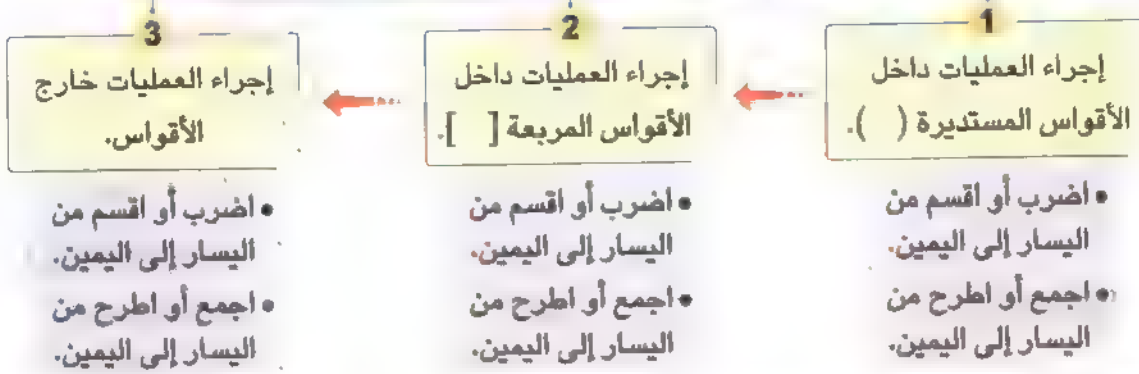 1
إجراء العمليات داخل
الأقواس المستديرة ( ).
• اضرب أو اقسم من
اليسار إلى اليمين.
• اجمع أو اطرح من
اليسار إلى اليمين.
2
إجراء العمليات داخل
الأقواس المربعة [ ].
• اضرب أو اقسم من
اليسار إلى اليمين.
• اجمع أو اطرح من
اليسار إلى اليمين.
3
إجراء العمليات خارج
الأقواس.
• اضرب أو اقسم من
اليسار إلى اليمين.
• اجمع أو اطرح من
اليسار إلى اليمين.